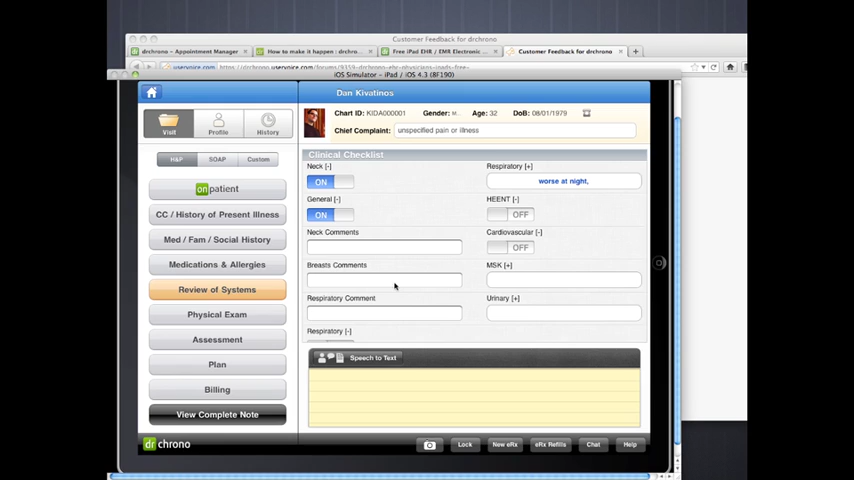 Customer Feedback for drchrono
drchrono – Appointment Manager
How to make it happen : drchron...
Free iPad EHR / EMR Electronic ...
Customer Feedback for drchrono
iOS Simulator – iPad / iOS 4.3 (8F190)
Dan Kivatinos
Visit
Profile
History
Chart ID: KIDA000001 Gender: M... Age: 32 DoB: 08/01/1979
Chief Complaint: unspecified pain or illness
H&P
SOAP
Custom
onpatient
CC / History of Present Illness
Med / Fam / Social History
Medications & Allergies
Review of Systems
Physical Exam
Assessment
Plan
Billing
View Complete Note
Clinical Checklist
Neck [-]
ON
Respiratory [+]
worse at night,
General [-]
ON
HEENT [-]
OFF
Neck Comments
Cardiovascular [-]
OFF
Breasts Comments
MSK [+]
Respiratory Comment
Urinary [+]
Respiratory [-]
Speech to Text
drchrono
Lock
New eRx
eRx Refills
Chat
Help